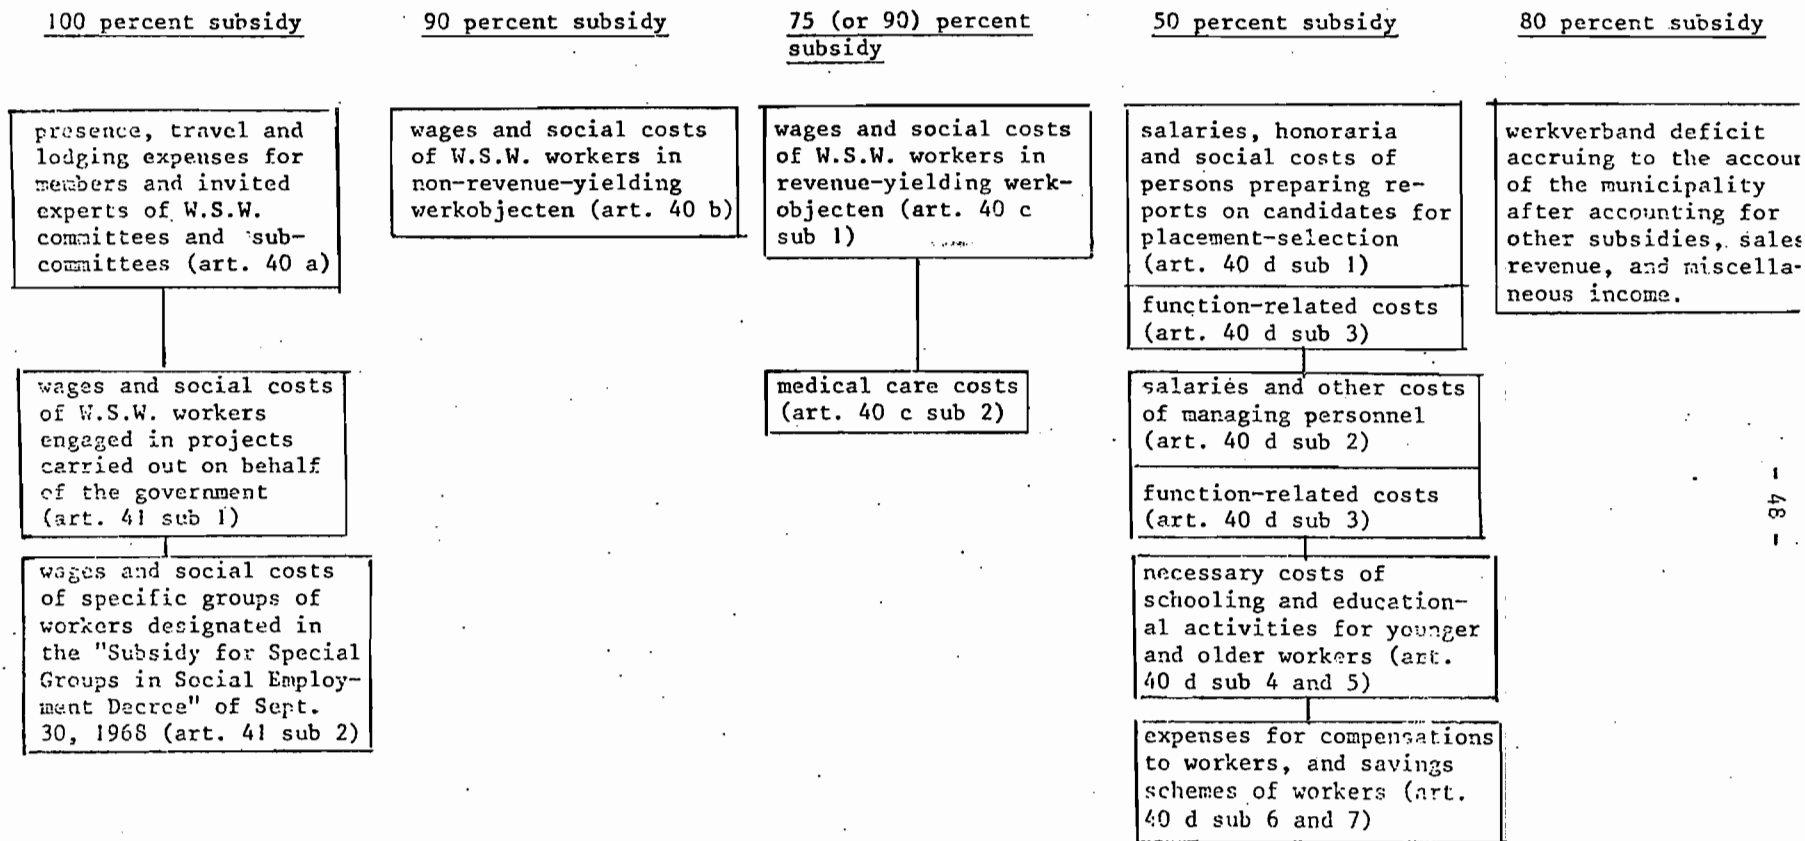 100 percent subsidy
presence, travel and
lodging expenses for
members and invited
experts of W.S.W.
committees and sub-
committees (art. 40 a)
wages and social costs
of W.S.W. workers
engaged in projects
carried out on behalf
of the government
(art. 41 sub 1)
wages and social costs
of specific groups of
workers designated in
the "Subsidy for Special
Groups in Social Employ-
ment Decree" of Sept.
30, 1968 (art. 41 sub 2)
90 percent subsidy
wages and social costs
of W.S.W. workers in
non-revenue-yielding
werkobjecten (art. 40 b)
75 (or 90) percent
subsidy
wages and social costs
of W.S.W. workers in
revenue-yielding werk-
objecten (art. 40 c
sub 1)
medical care costs
(art. 40 c sub 2)
50 percent subsidy
salaries, honoraria
and social costs of
persons preparing re-
ports on candidates for
placement-selection
(art. 40 d sub 1)
function-related costs
(art. 40 d sub 3)
salaries and other costs
of managing personnel
(art. 40 d sub 2)
function-related costs
(art. 40 d sub 3)
necessary costs of
schooling and education-
al activities for younger
and older workers (art.
40 d sub 4 and 5)
expenses for compensations
to workers, and savings
schemes of workers (art.
40 d sub 6 and 7)
80 percent subsidy
werkverband deficit
accruing to the accoun
of the municipality
after accounting for
other subsidies, sales
revenue, and miscella-
neous income.
- 48 -